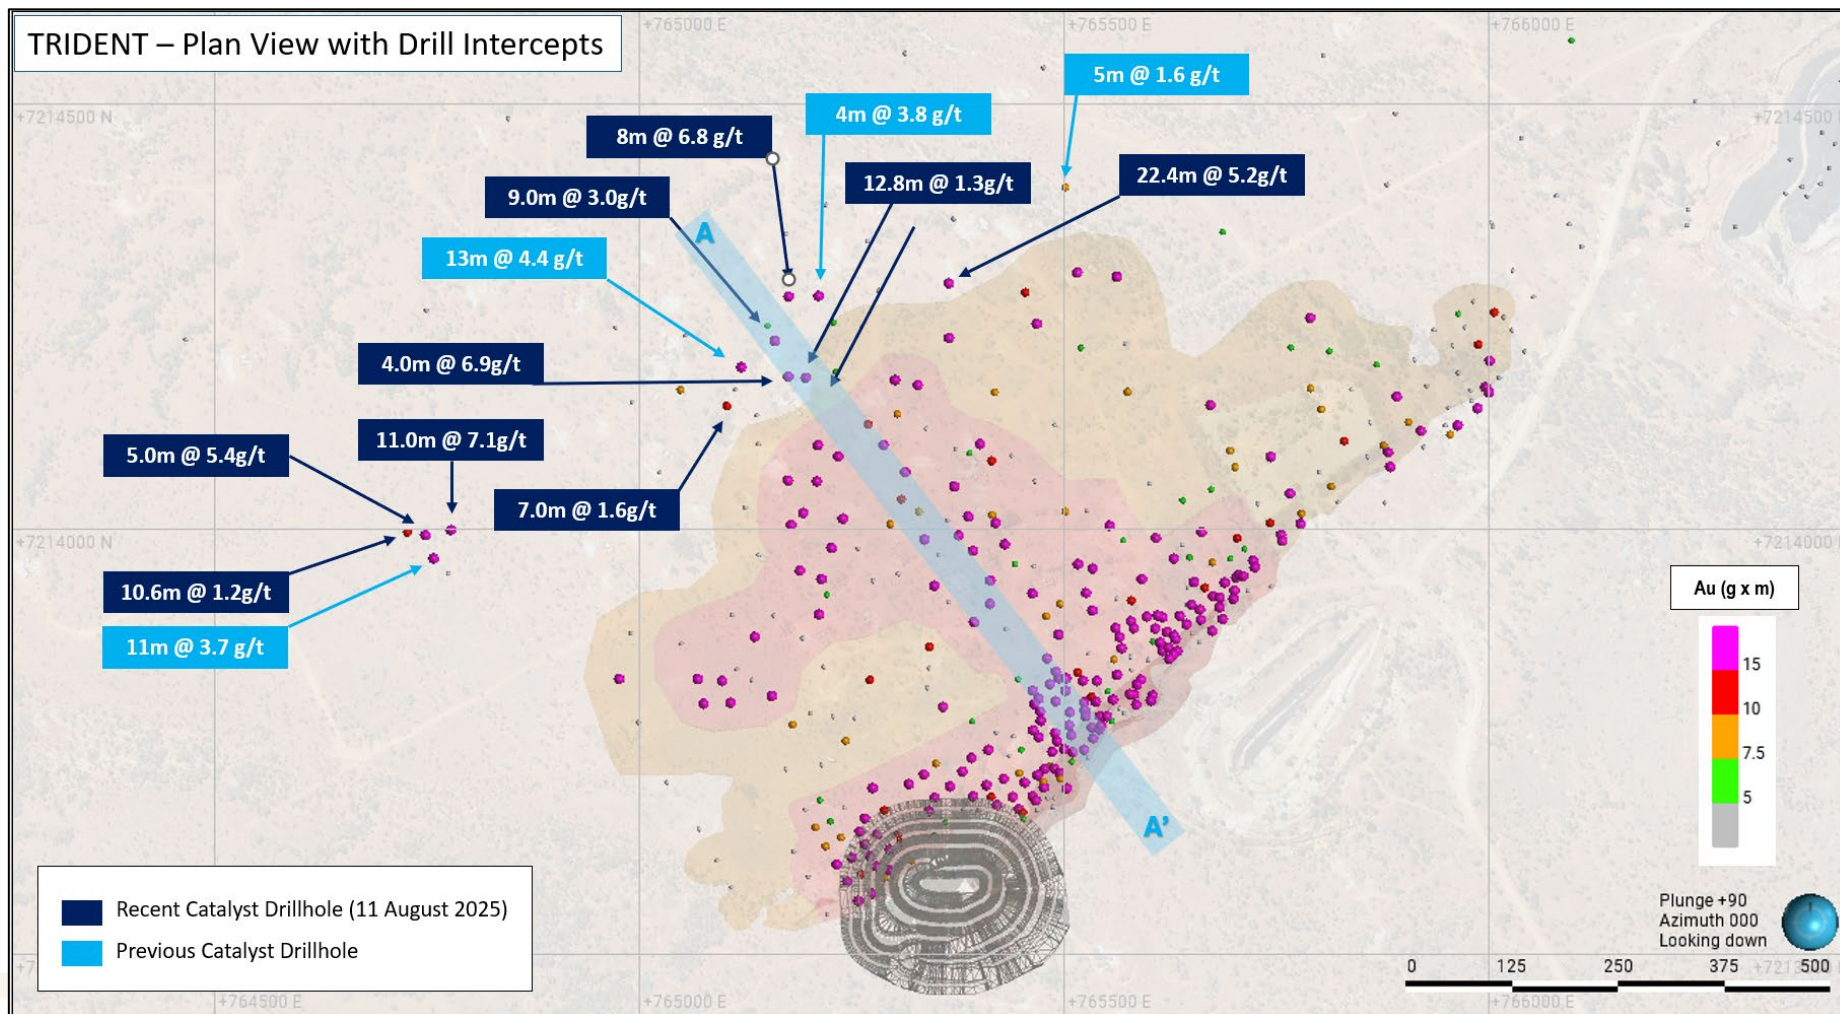 TRIDENT – Plan View with Drill Intercepts
+765000 E
+765500 E
+766000 E
5m @ 1.6 g/t
+7214500 N
+7214500 N
4m @ 3.8 g/t
8m @ 6.8 g/t
12.8m @ 1.3g/t
22.4m @ 5.2g/t
9.0m @ 3.0g/t
A
13m @ 4.4 g/t
4.0m @ 6.9g/t
11.0m @ 7.1g/t
5.0m @ 5.4g/t
7.0m @ 1.6g/t
+7214000 N
+7214000 N
10.6m @ 1.2g/t
11m @ 3.7 g/t
Au (g x m)
15
10
7.5
5
A’
Recent Catalyst Drillhole (11 August 2025)
Previous Catalyst Drillhole
Plunge +90
Azimuth 000
Looking down
0 125 250 375 500
+764500 E
+765000 E
+765500 E
+766000 E